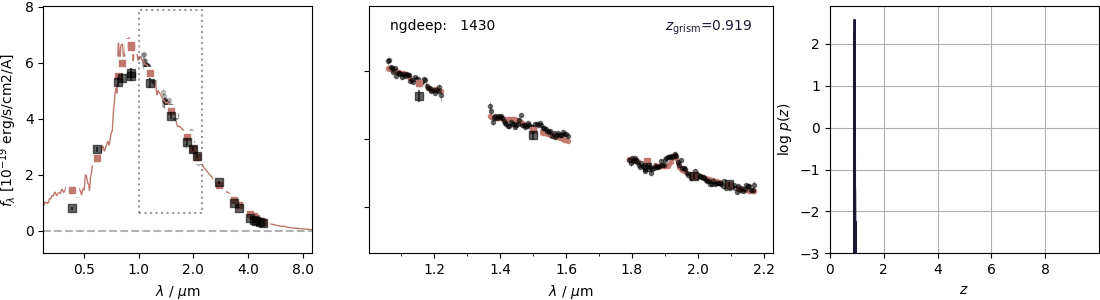 8
6
4
2
0
0.5 1.0 2.0 4.0 8.0
λ / μm
f_λ [10⁻¹⁹ erg/s/cm2/A]
ngdeep: 1430
z_grism=0.919
1.2 1.4 1.6 1.8 2.0 2.2
λ / μm
log p(z)
2
1
0
−1
−2
−3
0 2 4 6 8
z